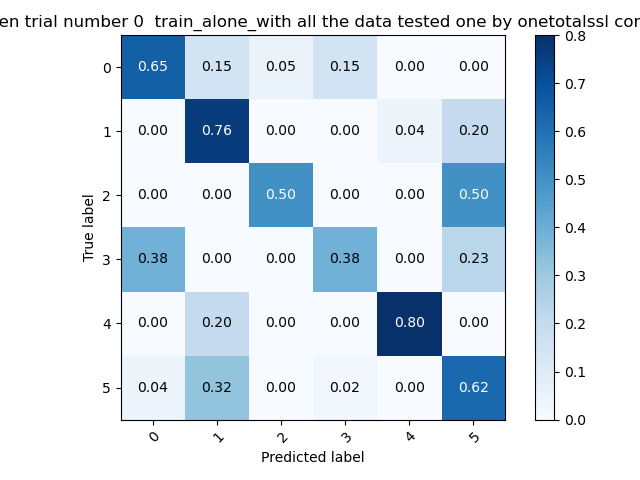 en trial number 0 train_alone_with all the data tested one by onetotalssl con
0 0.65 0.15 0.05 0.15 0.00 0.00
1 0.00 0.76 0.00 0.00 0.04 0.20
2 0.00 0.00 0.50 0.00 0.00 0.50
3 0.38 0.00 0.00 0.38 0.00 0.23
4 0.00 0.20 0.00 0.00 0.80 0.00
5 0.04 0.32 0.00 0.02 0.00 0.62
0 1 2 3 4 5
True label
Predicted label
0.8
0.7
0.6
0.5
0.4
0.3
0.2
0.1
0.0